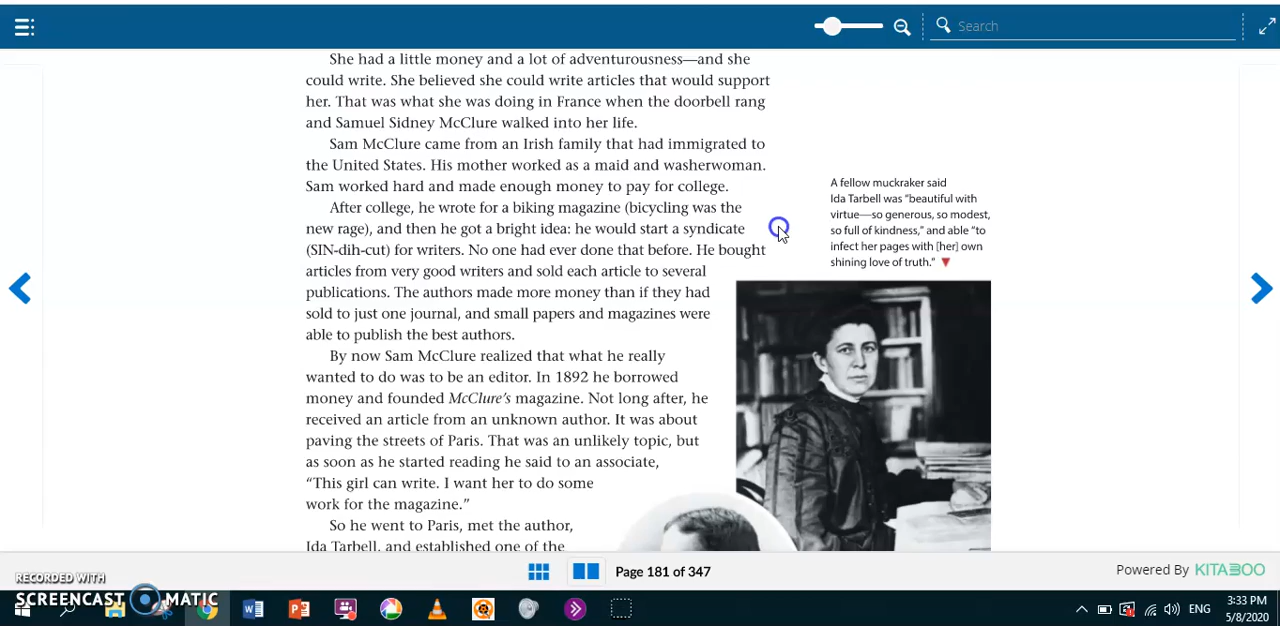 Search
She had a little money and a lot of adventurousness—and she
could write. She believed she could write articles that would support
her. That was what she was doing in France when the doorbell rang
and Samuel Sidney McClure walked into her life.
Sam McClure came from an Irish family that had immigrated to
the United States. His mother worked as a maid and washerwoman.
Sam worked hard and made enough money to pay for college.
After college, he wrote for a biking magazine (bicycling was the
new rage), and then he got a bright idea: he would start a syndicate
(SIN-dih-cut) for writers. No one had ever done that before. He bought
articles from very good writers and sold each article to several
publications. The authors made more money than if they had
sold to just one journal, and small papers and magazines were
able to publish the best authors.
By now Sam McClure realized that what he really
wanted to do was to be an editor. In 1892 he borrowed
money and founded McClure's magazine. Not long after, he
received an article from an unknown author. It was about
paving the streets of Paris. That was an unlikely topic, but
as soon as he started reading he said to an associate,
"This girl can write. I want her to do some
work for the magazine."
So he went to Paris, met the author,
Ida Tarbell, and established one of the
A fellow muckraker said
Ida Tarbell was "beautiful with
virtue—so generous, so modest,
so full of kindness," and able "to
infect her pages with [her] own
shining love of truth." ▼
Page 181 of 347
Powered By KITABOO
RECORDED WITH
SCREENCAST MATIC
ENG
3:33 PM
5/8/2020